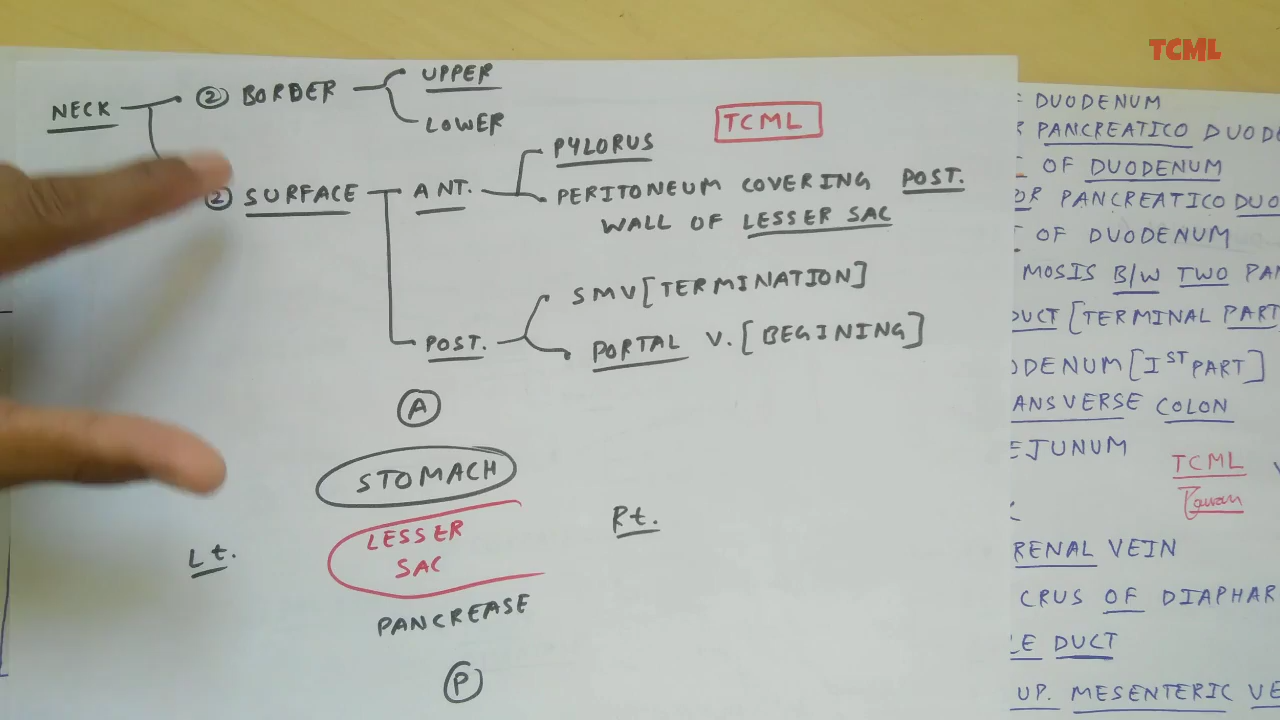 TCML
NECK
② BORDER
UPPER
LOWER
② SURFACE
ANT.
PYLORUS
TCML
PERITONEUM COVERING POST.
WALL OF LESSER SAC
POST.
SMV [TERMINATION]
PORTAL V. [BEGINING]
A
STOMACH
LESSER
SAC
PANCREASE
P
Lt.
Rt.
DUODENUM
PANCREATICO DUOD
OF DUODENUM
PANCREATICO DUO
OF DUODENUM
MOSIS B/W TWO PAN
DUCT [TERMINAL PART
ODENUM [IST PART]
ANSVERSE COLON
EJUNUM
TCML
RENAL VEIN
CRUS OF DIAPHAR
LE DUCT
UP. MESENTERIC VE